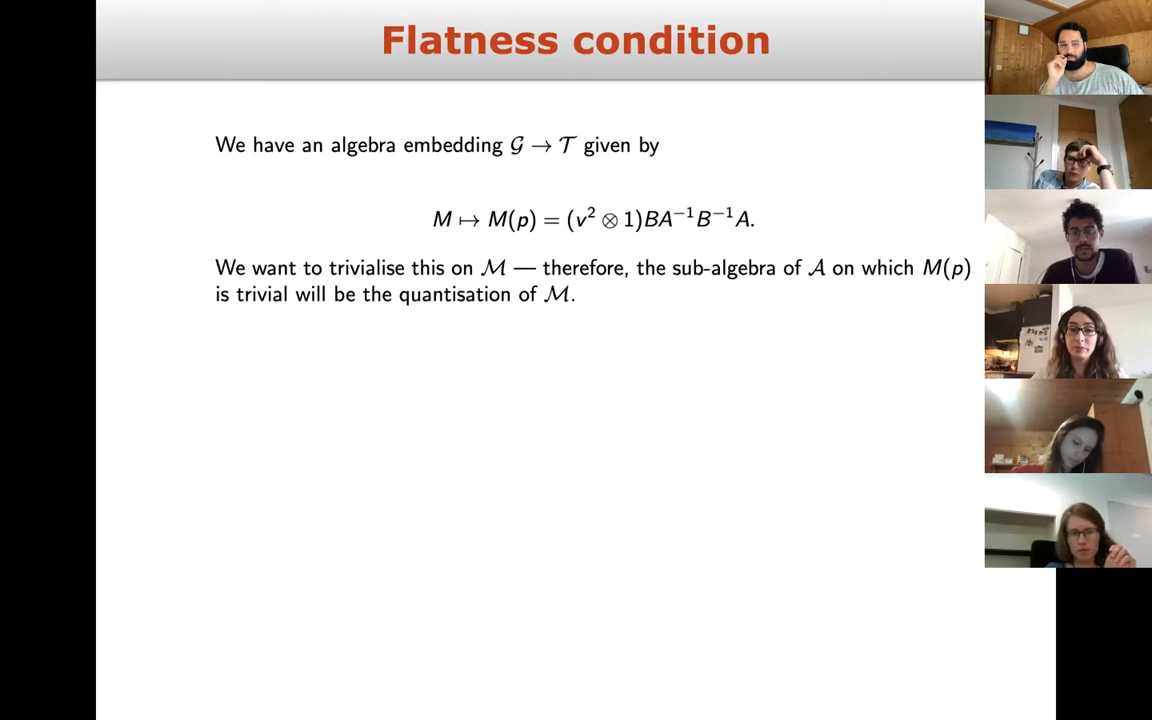 Flatness condition
We have an algebra embedding 𝒢 → 𝒯 given by
M ↦ M(p) = (v² ⊗ 1)BA⁻¹B⁻¹A.
We want to trivialise this on ℳ — therefore, the sub-algebra of 𝒜 on which M(p)
is trivial will be the quantisation of ℳ.